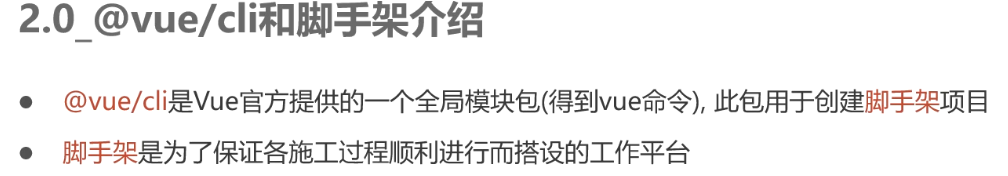 2.0_@vue/cli和脚手架介绍
● @vue/cli是Vue官方提供的一个全局模块包(得到vue命令), 此包用于创建脚手架项目
● 脚手架是为了保证各施工过程顺利进行而搭设的工作平台